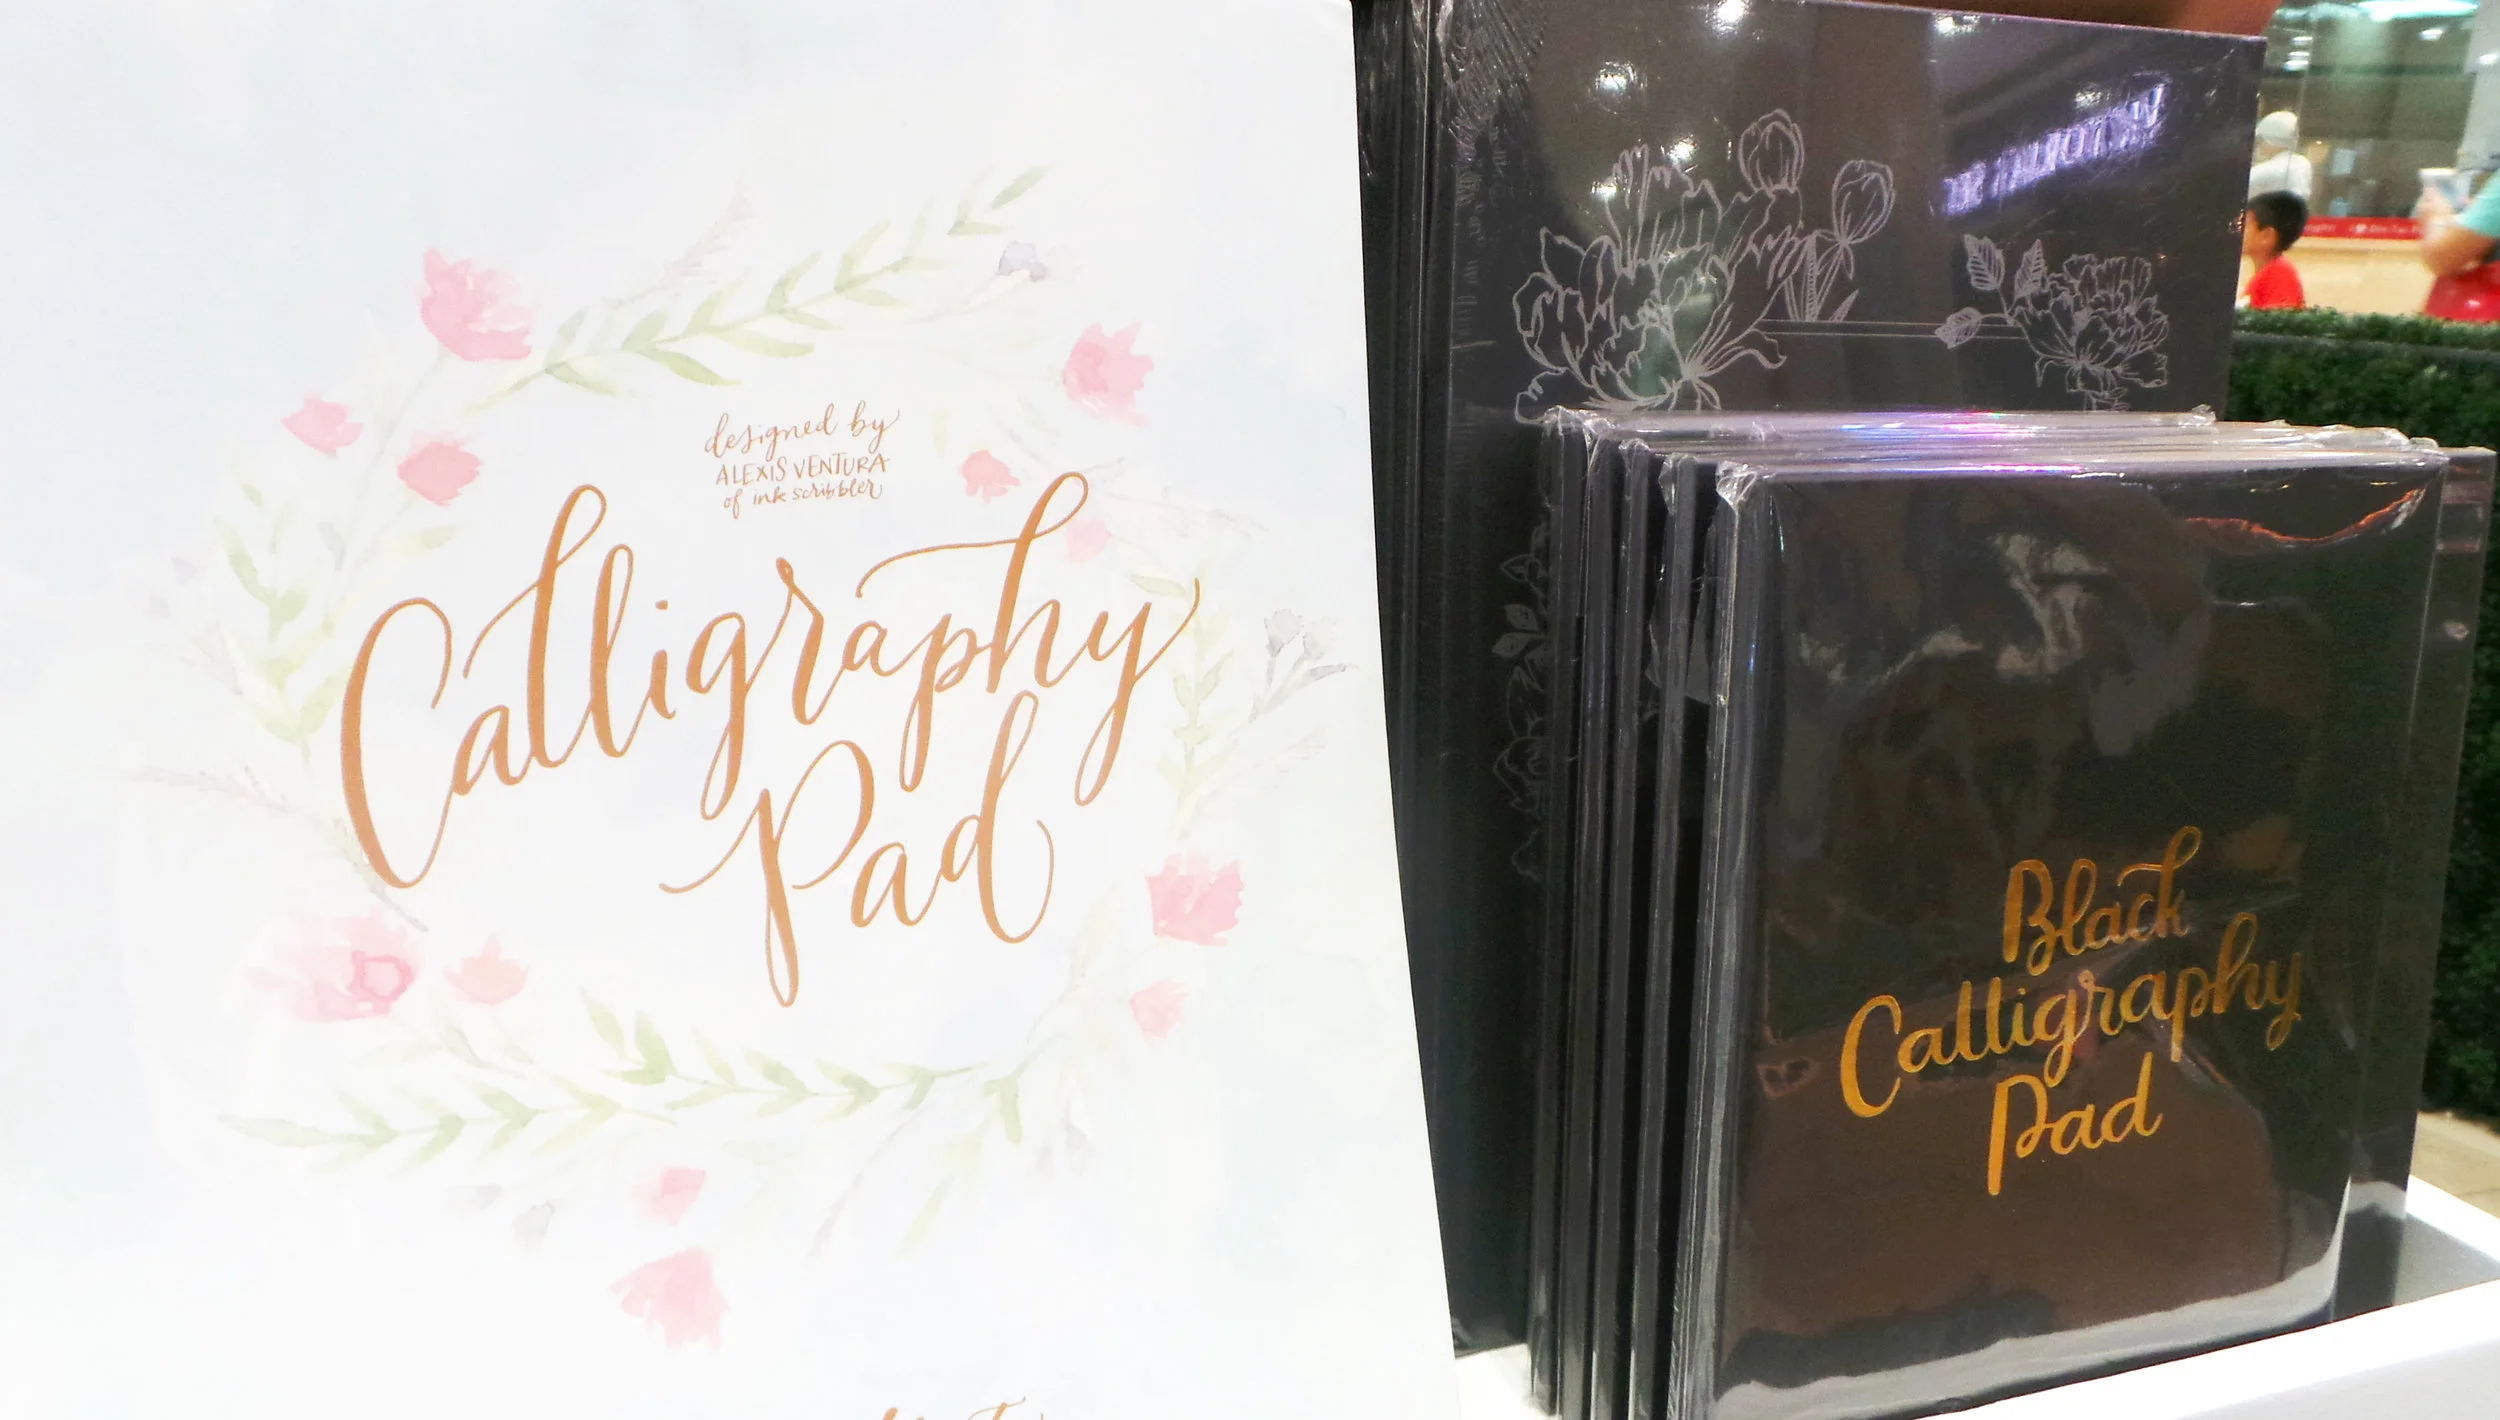 designed by
ALEXIS VENTURA
of ink scribbler
Calligraphy
Pad
Black
Calligraphy
Pad